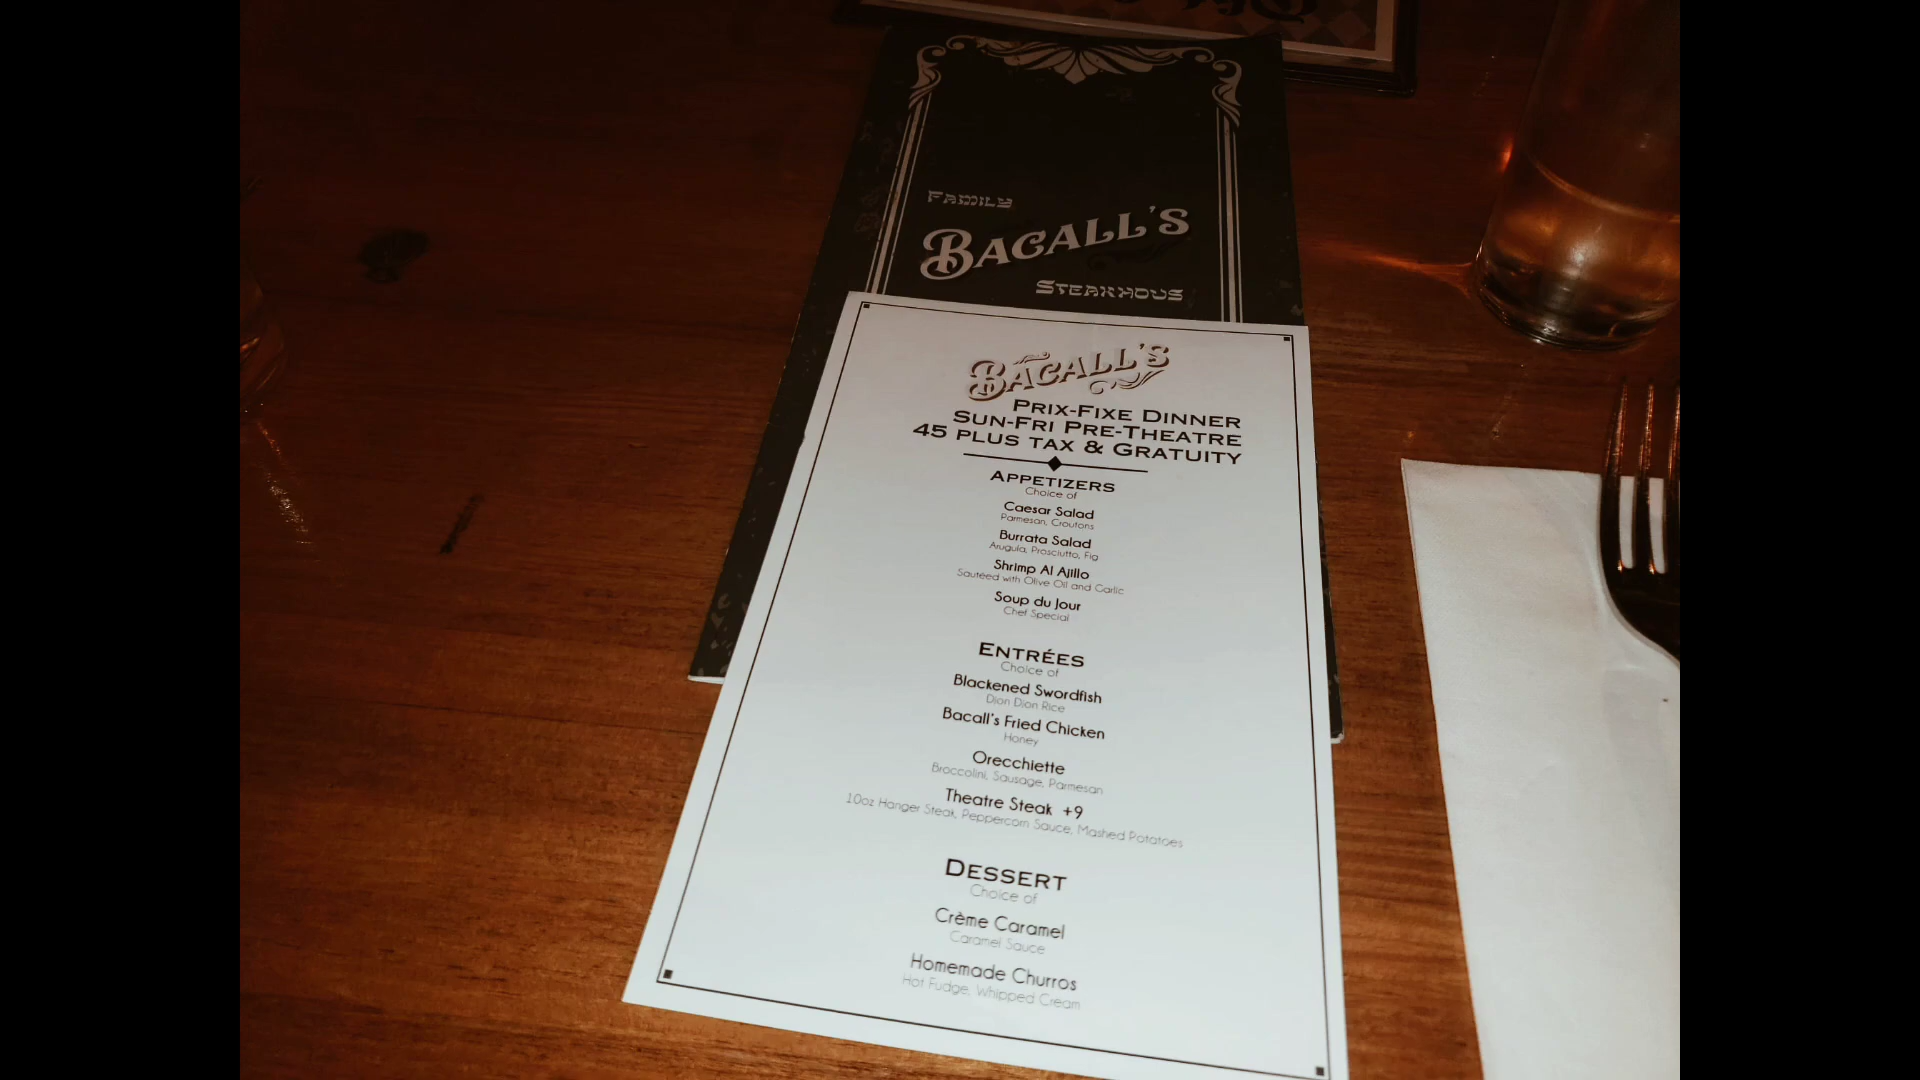 Family
Bacall's
Steakhous
Bacall's
Prix-Fixe Dinner
Sun-Fri Pre-Theatre
45 plus tax & Gratuity
Appetizers
Choice of
Caesar Salad
Parmesan, Croutons
Burrata Salad
Arugula, Prosciutto, Fig
Shrimp Al Ajillo
Sautéed with Olive Oil and Garlic
Soup du Jour
Chef Special
Entrées
Choice of
Blackened Swordfish
Dion Dion Rice
Bacall's Fried Chicken
Honey
Orecchiette
Broccolini, Sausage, Parmesan
Theatre Steak +9
10oz Hanger Steak, Peppercorn Sauce, Mashed Potatoes
Dessert
Choice of
Crème Caramel
Caramel Sauce
Homemade Churros
Hot Fudge, Whipped Cream